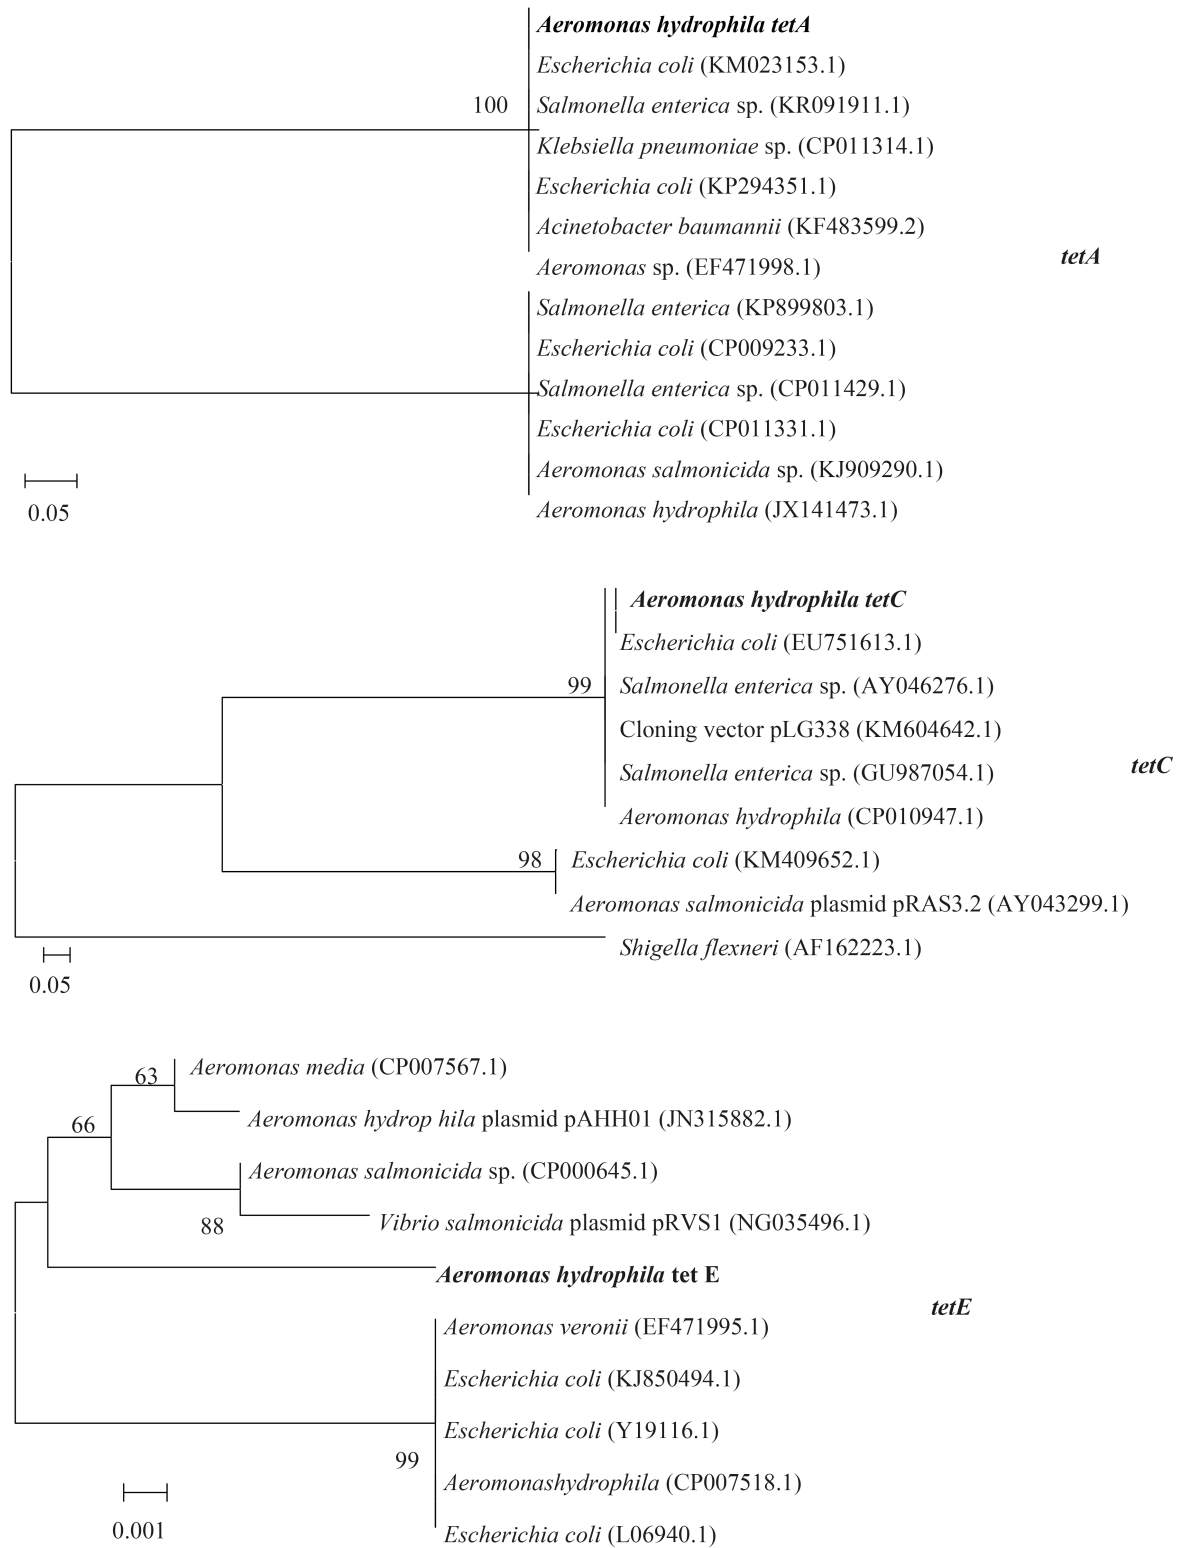 Aeromonas hydrophila tetA
Escherichia coli (KM023153.1)
100
Salmonella enterica sp. (KR091911.1)
Klebsiella pneumoniae sp. (CP011314.1)
Escherichia coli (KP294351.1)
Acinetobacter baumannii (KF483599.2)
tetA
Aeromonas sp. (EF471998.1)
Salmonella enterica (KP899803.1)
Escherichia coli (CP009233.1)
Salmonella enterica sp. (CP011429.1)
Escherichia coli (CP011331.1)
Aeromonas salmonicida sp. (KJ909290.1)
0.05
Aeromonas hydrophila (JX141473.1)
Aeromonas hydrophila tetC
Escherichia coli (EU751613.1)
99
Salmonella enterica sp. (AY046276.1)
Cloning vector pLG338 (KM604642.1)
tetC
Salmonella enterica sp. (GU987054.1)
Aeromonas hydrophila (CP010947.1)
98
Escherichia coli (KM409652.1)
Aeromonas salmonicida plasmid pRAS3.2 (AY043299.1)
Shigella flexneri (AF162223.1)
0.05
Aeromonas media (CP007567.1)
63
Aeromonas hydrop hila plasmid pAHH01 (JN315882.1)
66
Aeromonas salmonicida sp. (CP000645.1)
Vibrio salmonicida plasmid pRVS1 (NG035496.1)
88
Aeromonas hydrophila tet E
tetE
Aeromonas veronii (EF471995.1)
Escherichia coli (KJ850494.1)
Escherichia coli (Y19116.1)
99
Aeromonashydrophila (CP007518.1)
0.001
Escherichia coli (L06940.1)